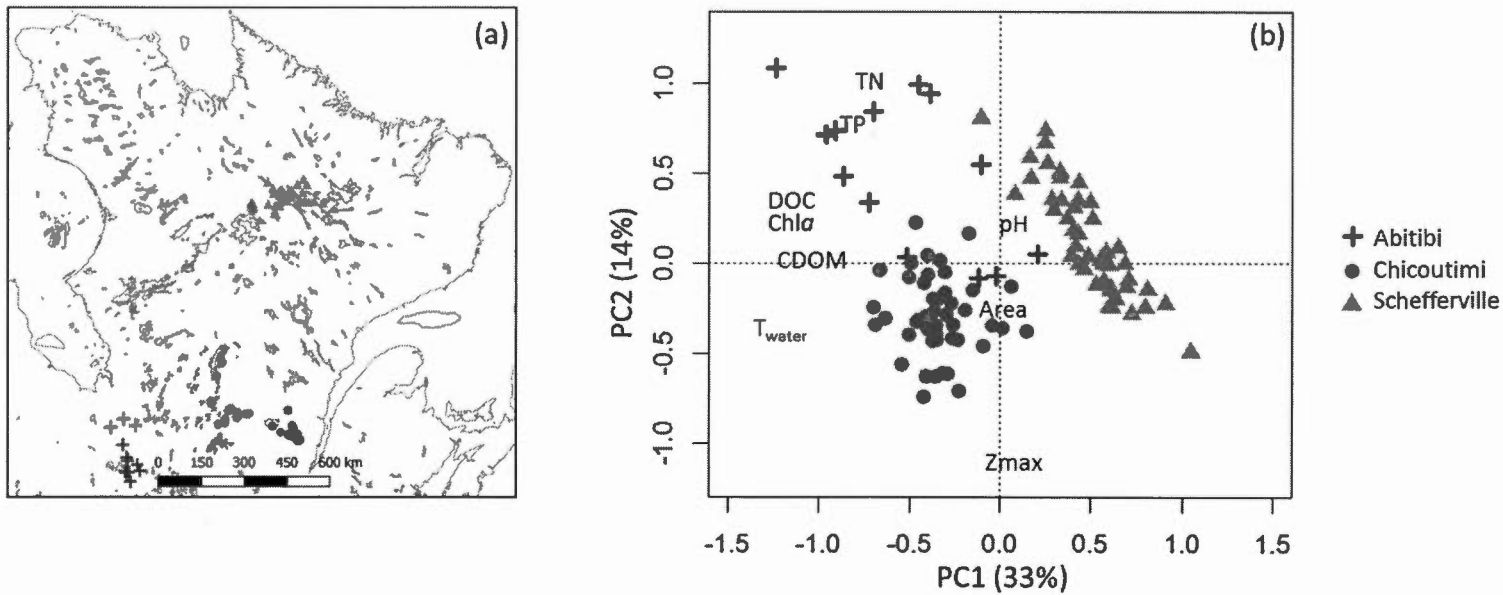 (a)
0 150 300 450 600 km
(b)
PC2 (14%)
1.0
0.5
0.0
-0.5
-1.0
TN
TP
DOC
Chla
CDOM
pH
Area
Twater
Zmax
-1.5 -1.0 -0.5 0.0 0.5 1.0 1.5
PC1 (33%)
Abitibi
Chicoutimi
Schefferville